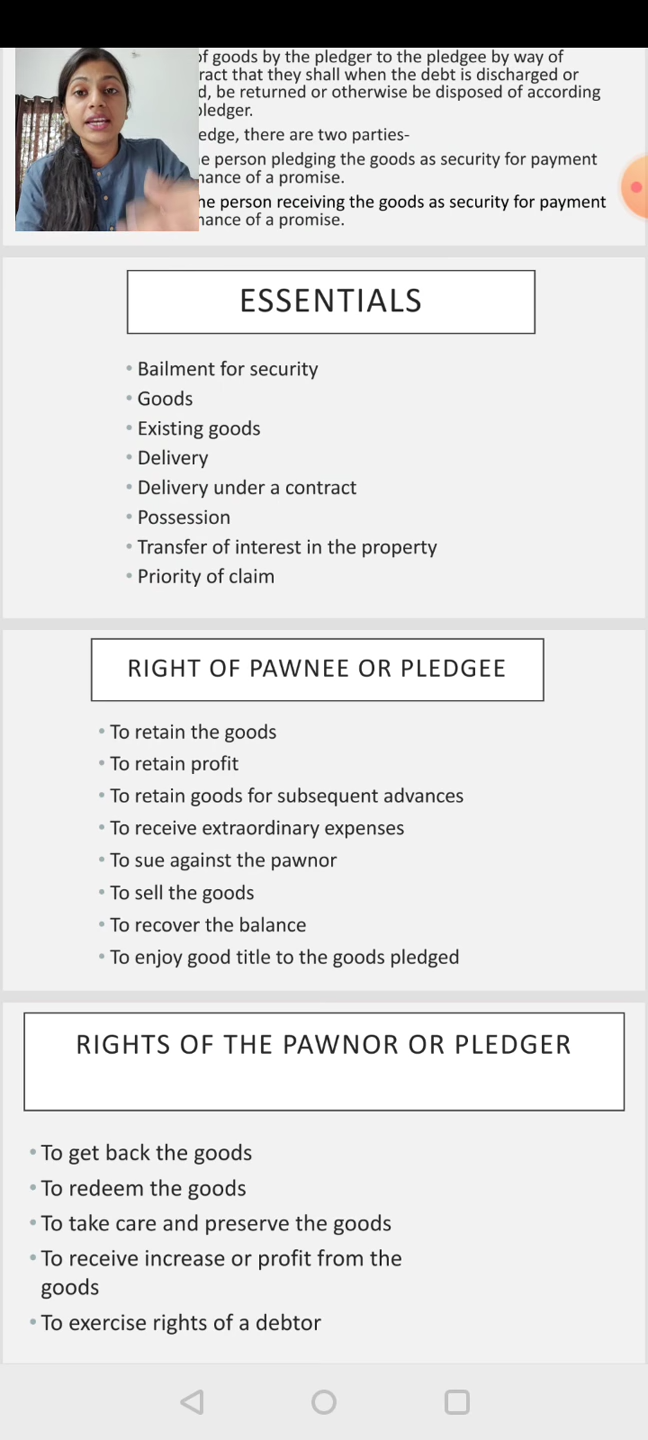 of goods by the pledger to the pledgee by way of
ract that they shall when the debt is discharged or
d, be returned or otherwise be disposed of according
pledger.
edge, there are two parties-
e person pledging the goods as security for payment
nance of a promise.
he person receiving the goods as security for payment
nance of a promise.
ESSENTIALS
• Bailment for security
• Goods
• Existing goods
• Delivery
• Delivery under a contract
• Possession
• Transfer of interest in the property
• Priority of claim
RIGHT OF PAWNEE OR PLEDGEE
• To retain the goods
• To retain profit
• To retain goods for subsequent advances
• To receive extraordinary expenses
• To sue against the pawnor
• To sell the goods
• To recover the balance
• To enjoy good title to the goods pledged
RIGHTS OF THE PAWNOR OR PLEDGER
• To get back the goods
• To redeem the goods
• To take care and preserve the goods
• To receive increase or profit from the
goods
• To exercise rights of a debtor